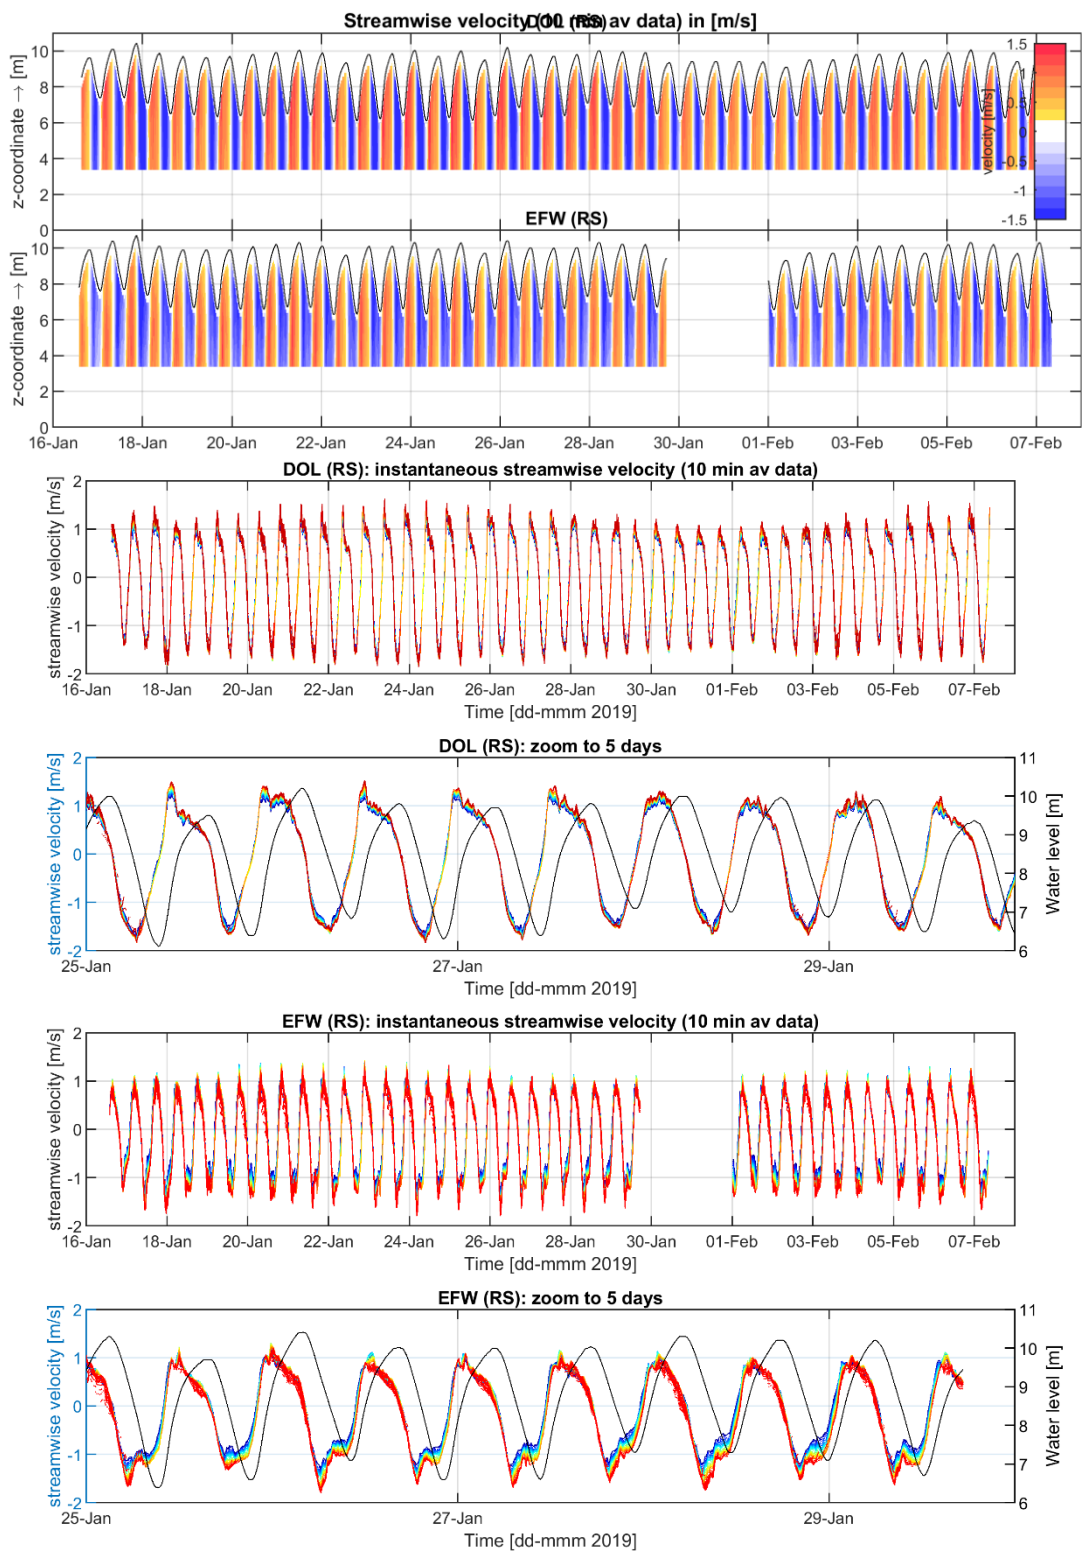 Streamwise velocity (10 min av data) in [m/s]
DOL (RS)
z-coordinate → [m]
10
8
6
4
2
0
velocity [m/s]
1.5
1
0.5
0
-0.5
-1
-1.5
EFW (RS)
z-coordinate → [m]
10
8
6
4
2
0
16-Jan 18-Jan 20-Jan 22-Jan 24-Jan 26-Jan 28-Jan 30-Jan 01-Feb 03-Feb 05-Feb 07-Feb
DOL (RS): instantaneous streamwise velocity (10 min av data)
streamwise velocity [m/s]
2
1
0
-1
-2
16-Jan 18-Jan 20-Jan 22-Jan 24-Jan 26-Jan 28-Jan 30-Jan 01-Feb 03-Feb 05-Feb 07-Feb
Time [dd-mmm 2019]
DOL (RS): zoom to 5 days
streamwise velocity [m/s]
2
1
0
-1
-2
11
10
9
8
7
6
Water level [m]
25-Jan 27-Jan 29-Jan
Time [dd-mmm 2019]
EFW (RS): instantaneous streamwise velocity (10 min av data)
streamwise velocity [m/s]
2
1
0
-1
-2
16-Jan 18-Jan 20-Jan 22-Jan 24-Jan 26-Jan 28-Jan 30-Jan 01-Feb 03-Feb 05-Feb 07-Feb
Time [dd-mmm 2019]
EFW (RS): zoom to 5 days
streamwise velocity [m/s]
2
1
0
-1
-2
11
10
9
8
7
6
Water level [m]
25-Jan 27-Jan 29-Jan
Time [dd-mmm 2019]